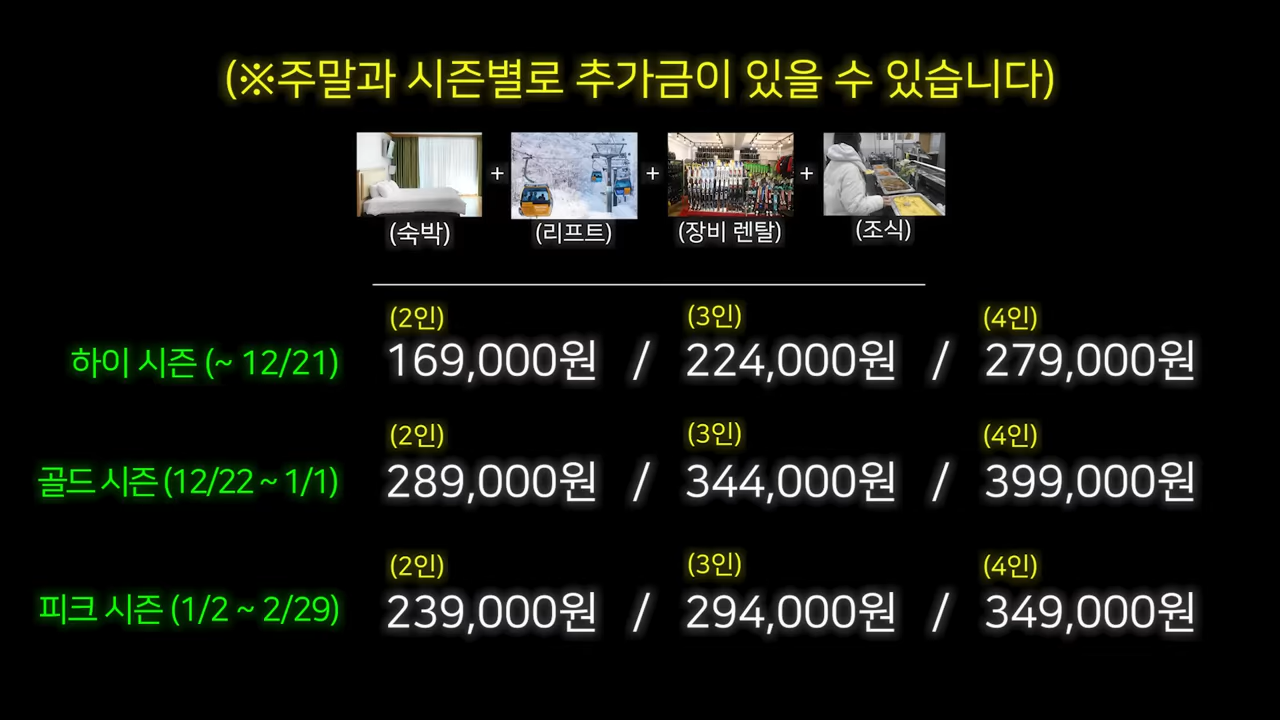 (※주말과 시즌별로 추가금이 있을 수 있습니다)
+ + +
(숙박) (리프트) (장비 렌탈) (조식)
(2인) (3인) (4인)
하이 시즌 (~ 12/21) 169,000원 / 224,000원 / 279,000원
(2인) (3인) (4인)
골드 시즌 (12/22 ~ 1/1) 289,000원 / 344,000원 / 399,000원
(2인) (3인) (4인)
피크 시즌 (1/2 ~ 2/29) 239,000원 / 294,000원 / 349,000원